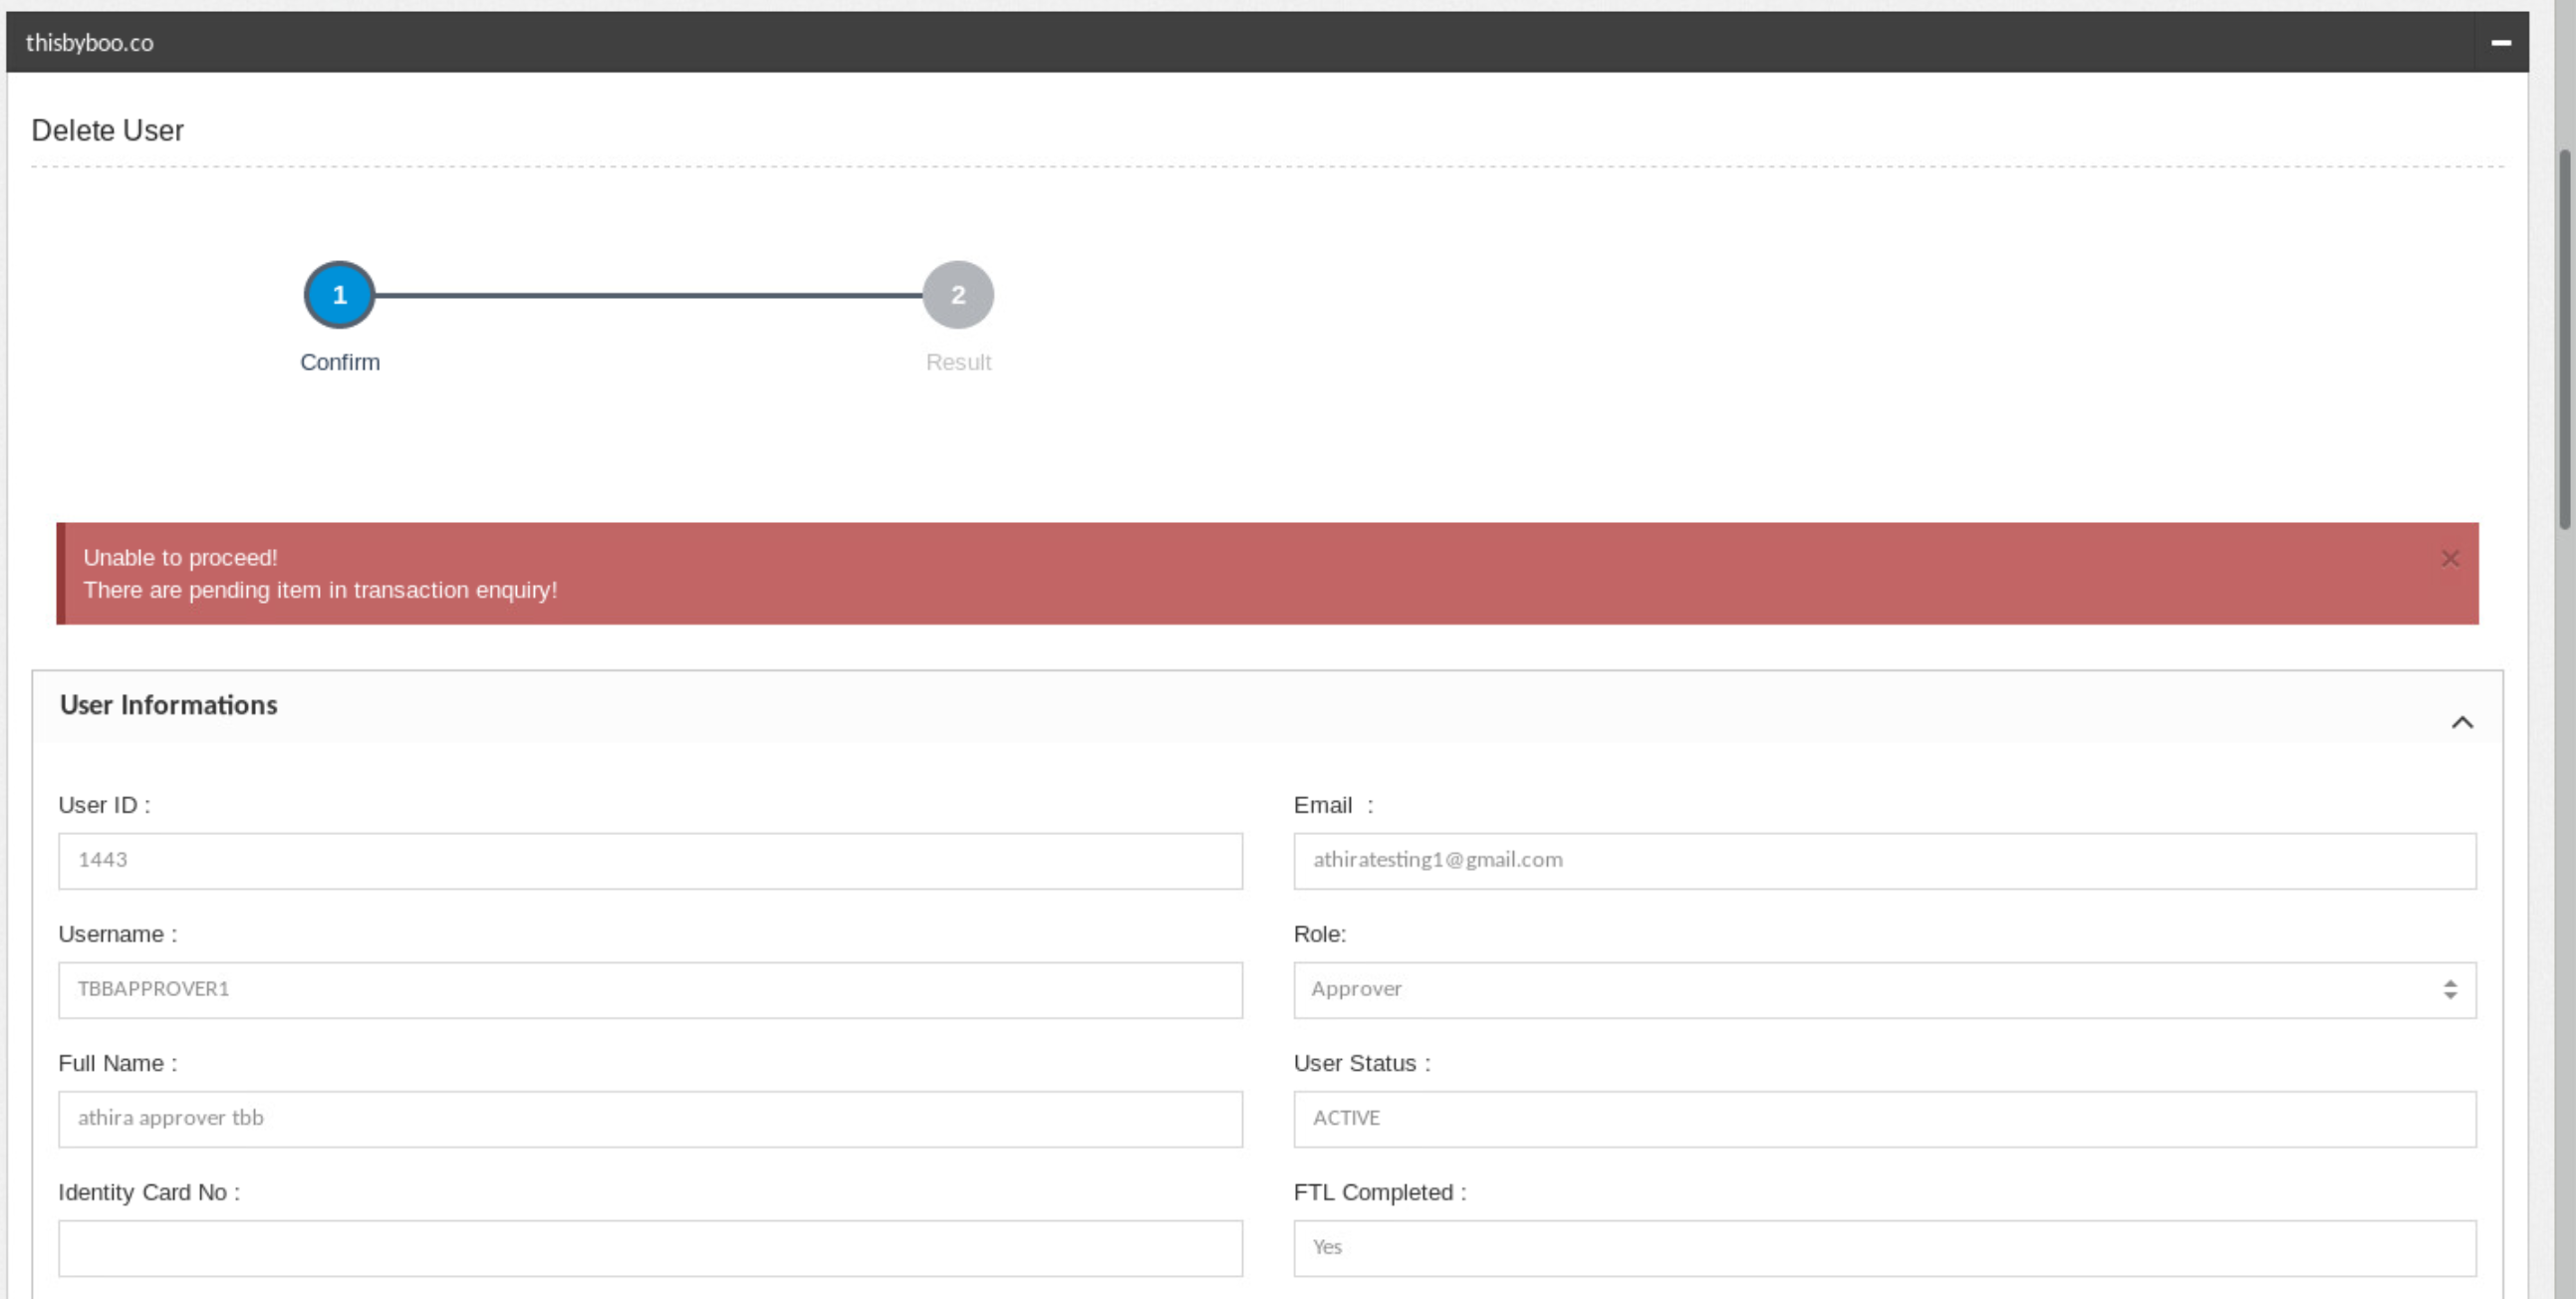 thisbyboo.co
Delete User
1
2
Confirm
Result
Unable to proceed!
There are pending item in transaction enquiry!
User Informations
User ID :
Email :
1443
athiratesting1@gmail.com
Username :
Role:
TBBAPPROVER1
Approver
Full Name :
User Status :
athira approver tbb
ACTIVE
Identity Card No :
FTL Completed :
Yes